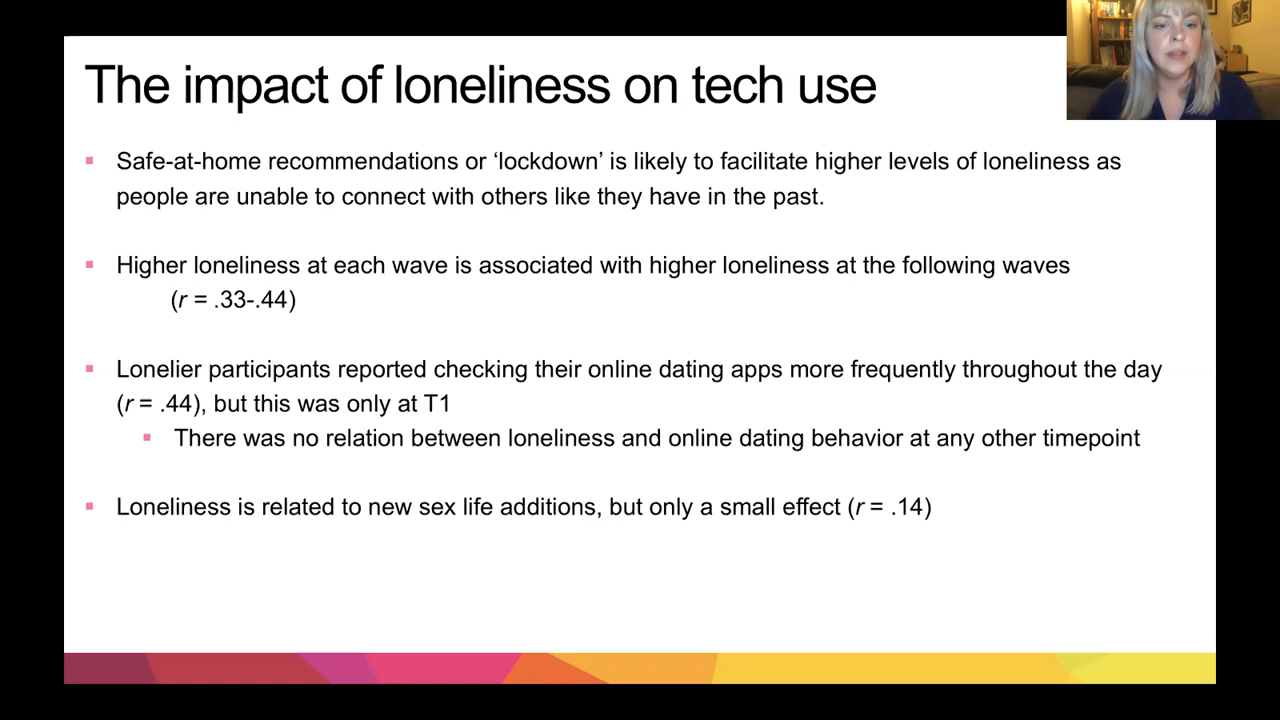 The impact of loneliness on tech use
Safe-at-home recommendations or ‘lockdown’ is likely to facilitate higher levels of loneliness as
people are unable to connect with others like they have in the past.
Higher loneliness at each wave is associated with higher loneliness at the following waves
(r = .33-.44)
Lonelier participants reported checking their online dating apps more frequently throughout the day
(r = .44), but this was only at T1
There was no relation between loneliness and online dating behavior at any other timepoint
Loneliness is related to new sex life additions, but only a small effect (r = .14)